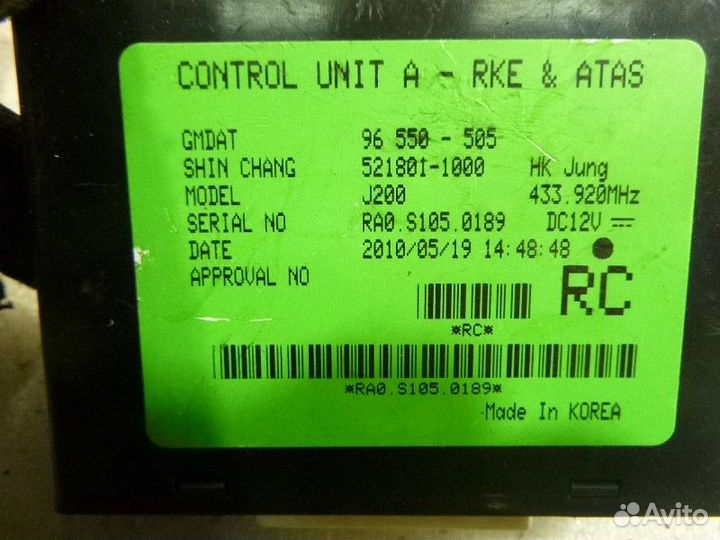 CONTROL UNIT A - RKE & ATAS
GMDAT 96 550 - 505
SHIN CHANG 521801-1000 HK Jung
MODEL J200 433.920MHz
SERIAL NO RA0.S105.0189 DC12V
DATE 2010/05/19 14:48:48
APPROVAL NO
RC
*RC*
*RA0.S105.0189*
Made In KOREA
Avito